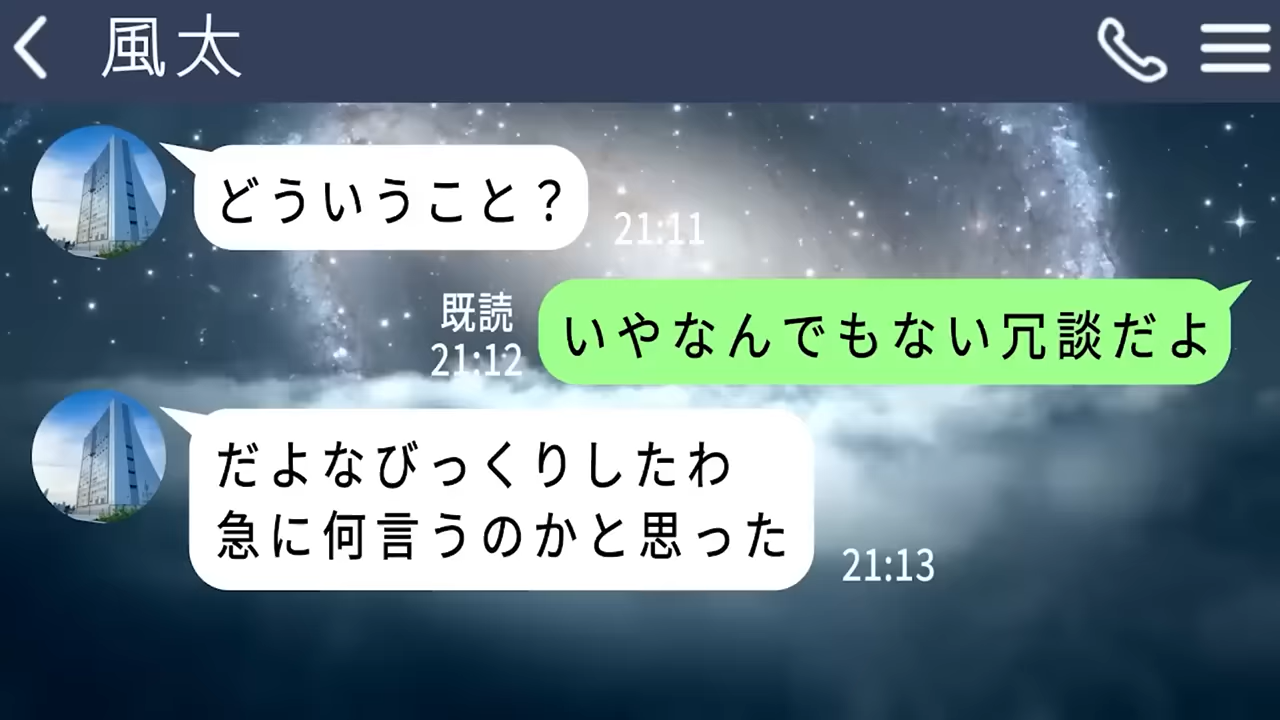 風太
どういうこと？
21:11
いやなんでもない冗談だよ
既読
21:12
だよなびっくりしたわ
急に何言うのかと思った
21:13